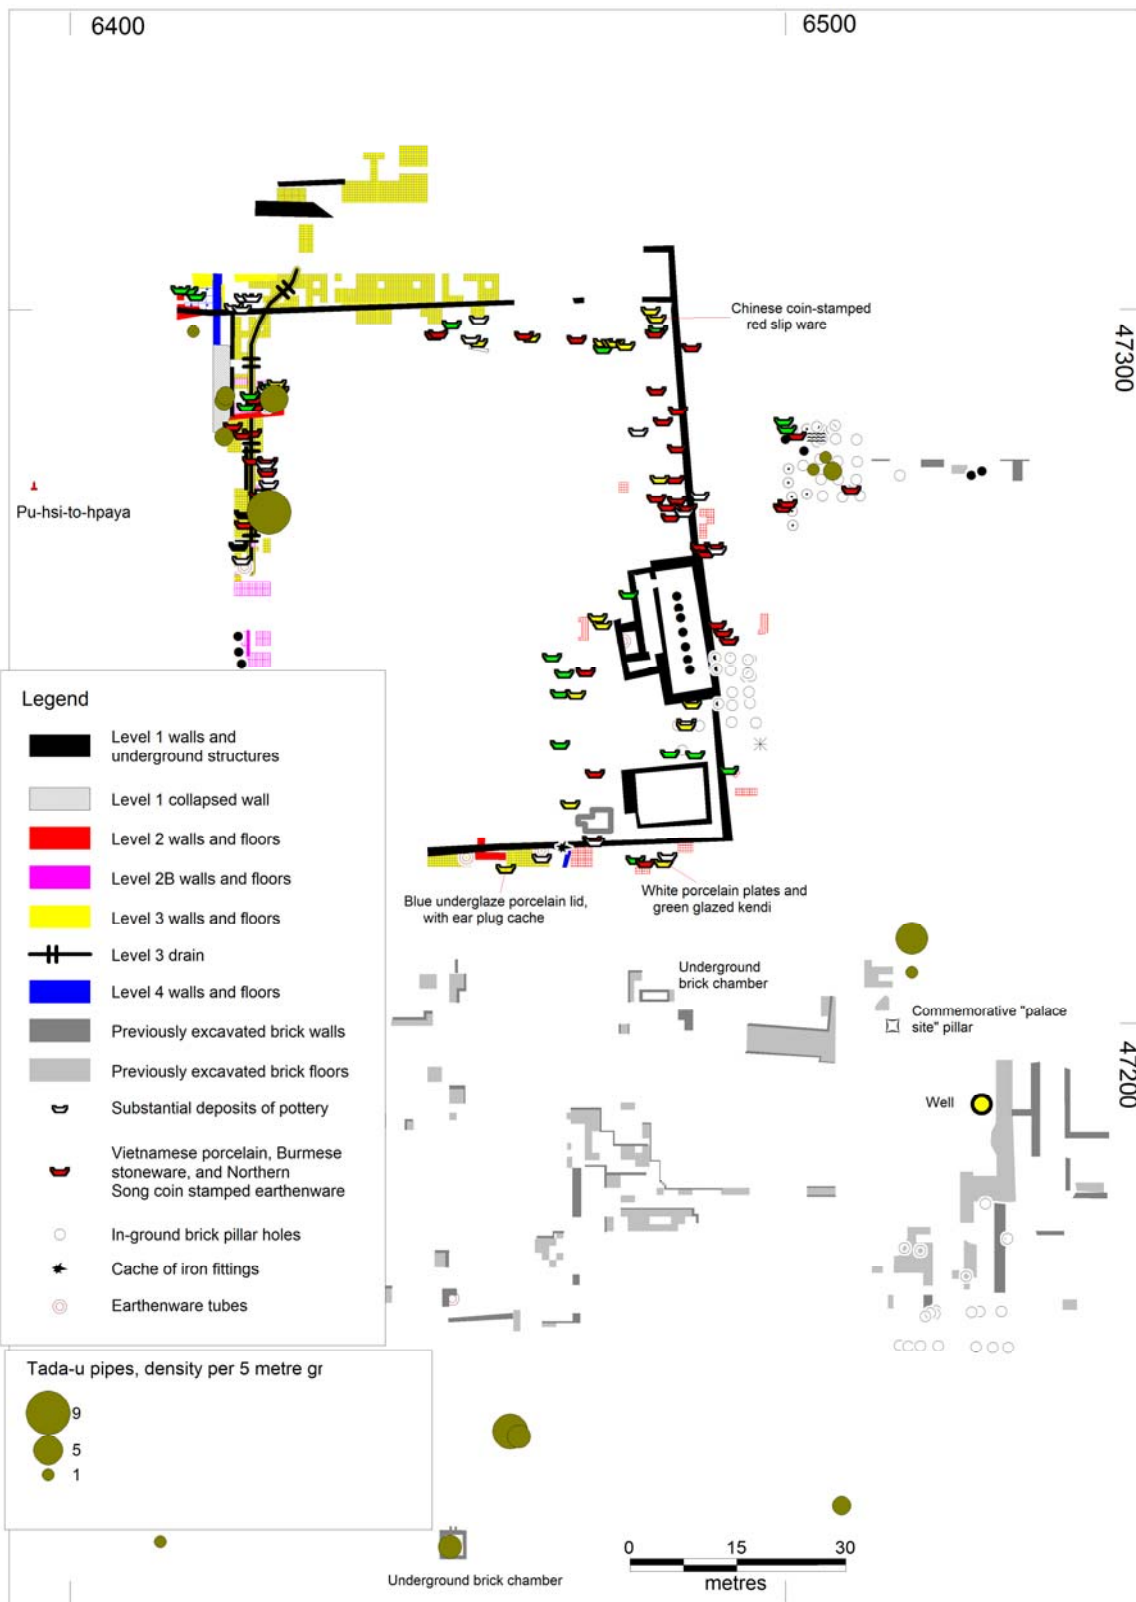 6400
6500
Chinese coin-stamped
red slip ware
47300
Pu-hsi-to-hpaya
Legend
Level 1 walls and
underground structures
Level 1 collapsed wall
Level 2 walls and floors
Level 2B walls and floors
Level 3 walls and floors
Level 3 drain
Level 4 walls and floors
Previously excavated brick walls
Previously excavated brick floors
Substantial deposits of pottery
Vietnamese porcelain, Burmese
stoneware, and Northern
Song coin stamped earthenware
In-ground brick pillar holes
Cache of iron fittings
Earthenware tubes
Blue underglaze porcelain lid,
with ear plug cache
White porcelain plates and
green glazed kendi
Underground
brick chamber
Commemorative "palace
site" pillar
47200
Well
Tada-u pipes, density per 5 metre gr
9
5
1
Underground brick chamber
0 15 30
metres